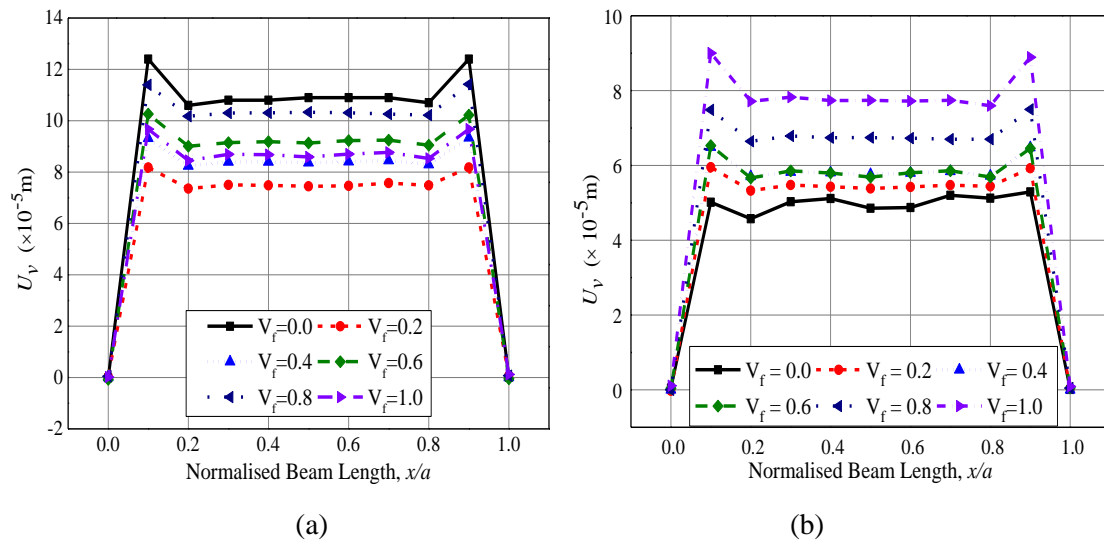 14
12
10
8
6
4
2
0
-2
U_v (×10⁻⁵m)
V_f=0.0 V_f=0.2
V_f=0.4 V_f=0.6
V_f=0.8 V_f=1.0
0.0 0.2 0.4 0.6 0.8 1.0
Normalised Beam Length, x/a
(a)
10
8
6
4
2
0
U_v (× 10⁻⁵m)
V_f = 0.0 V_f = 0.2 V_f = 0.4
V_f = 0.6 V_f = 0.8 V_f=1.0
0.0 0.2 0.4 0.6 0.8 1.0
Normalised Beam Length, x/a
(b)